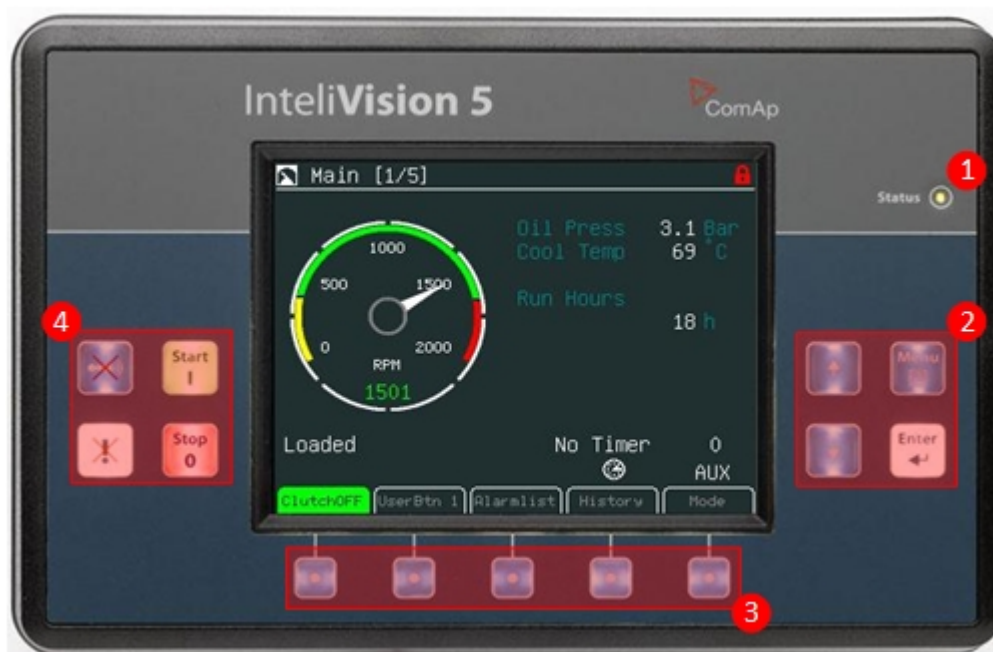 InteliVision 5
ComAp
Main [1/5]
1
Status
Oil Press 3.1 Bar
Cool Temp 69 °C
Run Hours
18 h
0
500
1000
1500
2000
RPM
1501
4
Start
I
Stop
0
2
Menu
Enter
Loaded
No Timer
0
AUX
ClutchOFF UserBtn 1 Alarmlist History Mode
3